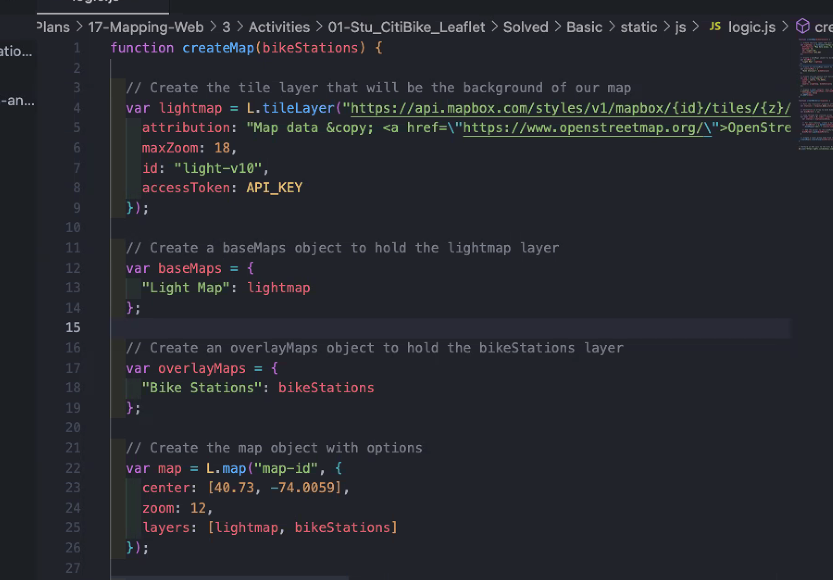 logic.js
Plans > 17-Mapping-Web > 3 > Activities > 01-Stu_CitiBike_Leaflet > Solved > Basic > static > js > JS logic.js > cre
atio...
-an...
1 function createMap(bikeStations) {
2
3 // Create the tile layer that will be the background of our map
4 var lightmap = L.tileLayer("https://api.mapbox.com/styles/v1/mapbox/{id}/tiles/{z}/
5 attribution: "Map data &copy; <a href=\"https://www.openstreetmap.org/\">OpenStre
6 maxZoom: 18,
7 id: "light-v10",
8 accessToken: API_KEY
9 });
10
11 // Create a baseMaps object to hold the lightmap layer
12 var baseMaps = {
13 "Light Map": lightmap
14 };
15
16 // Create an overlayMaps object to hold the bikeStations layer
17 var overlayMaps = {
18 "Bike Stations": bikeStations
19 };
20
21 // Create the map object with options
22 var map = L.map("map-id", {
23 center: [40.73, -74.0059],
24 zoom: 12,
25 layers: [lightmap, bikeStations]
26 });
27